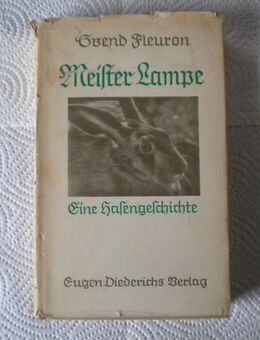 Svend Fleuron
Meister Lampe
Eine Hasengeschichte
Eugen Diederichs Verlag